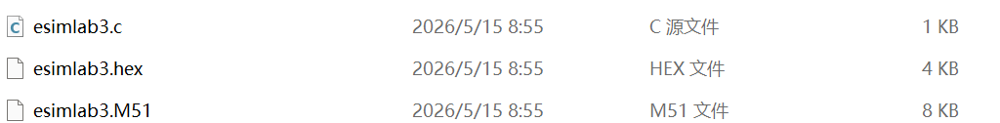 esimlab3.c 2026/5/15 8:55 C 源文件 1 KB
esimlab3.hex 2026/5/15 8:55 HEX 文件 4 KB
esimlab3.M51 2026/5/15 8:55 M51 文件 8 KB